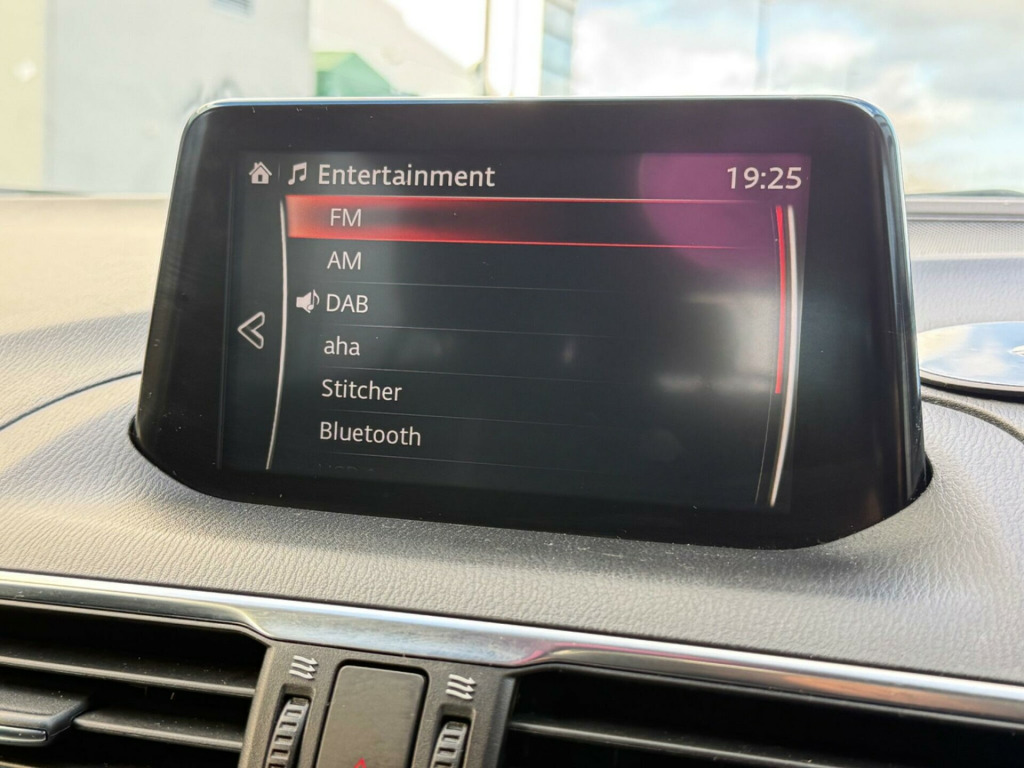 Entertainment 19:25
FM
AM
DAB
aha
Stitcher
Bluetooth